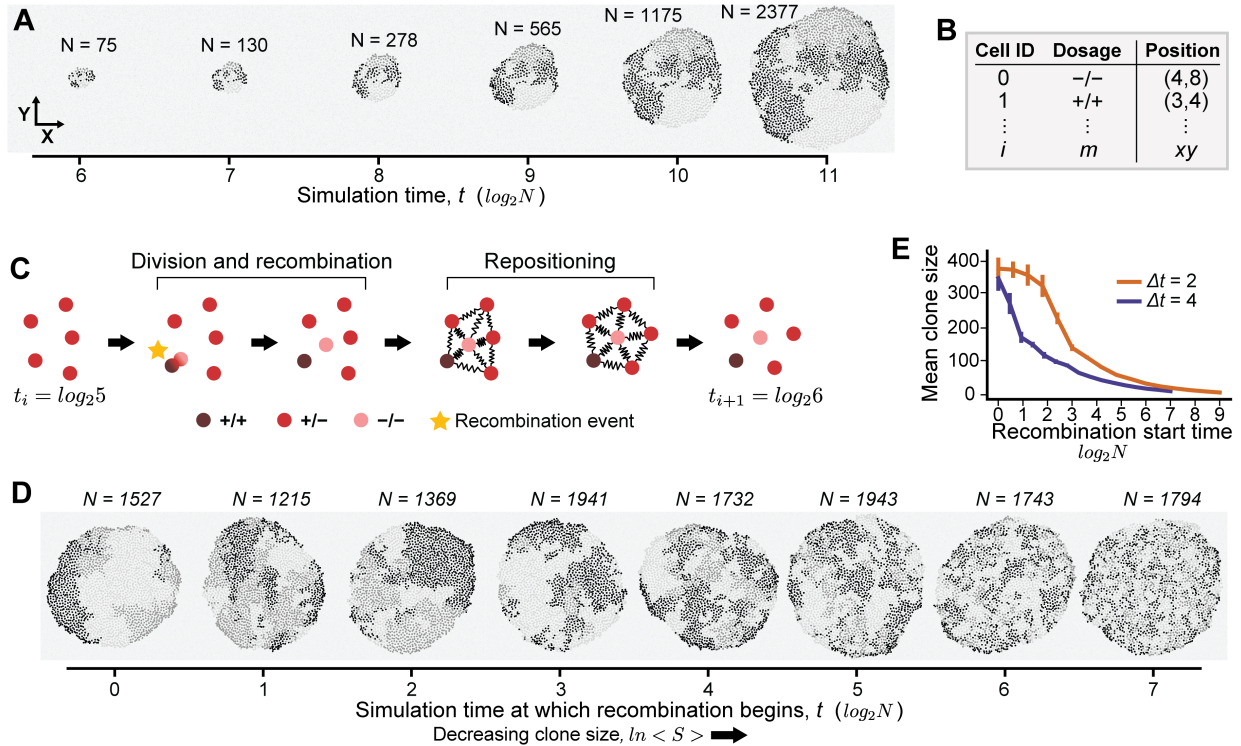 A
N = 75
N = 130
N = 278
N = 565
N = 1175
N = 2377
Y
X
6 7 8 9 10 11
Simulation time, t (log₂N)
B
Cell ID Dosage Position
0 −/− (4,8)
1 +/+ (3,4)
⋮ ⋮ ⋮
i m xy
C
Division and recombination
Repositioning
tᵢ = log₂5
tᵢ₊₁ = log₂6
+/+ +/− −/− Recombination event
E
Mean clone size
400
300
200
100
0
Δt = 2
Δt = 4
0 1 2 3 4 5 6 7 8 9
Recombination start time
log₂N
D
N = 1527 N = 1215 N = 1369 N = 1941 N = 1732 N = 1943 N = 1743 N = 1794
0 1 2 3 4 5 6 7
Simulation time at which recombination begins, t (log₂N)
Decreasing clone size, ln < S >